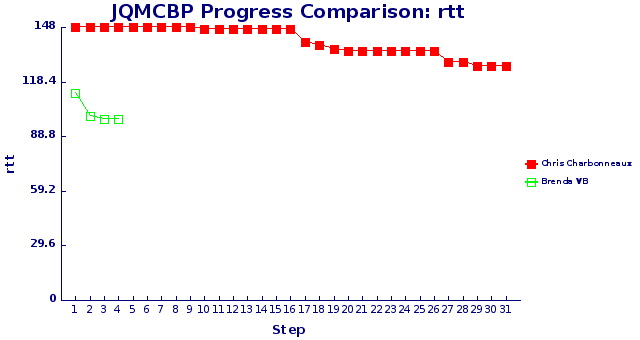 JQMCBP Progress Comparison: rtt
148
118.4
88.8
59.2
29.6
0
rtt
1 2 3 4 5 6 7 8 9 10 11 12 13 14 15 16 17 18 19 20 21 22 23 24 25 26 27 28 29 30 31
Step
Chris Charbonneaux
Brenda WB